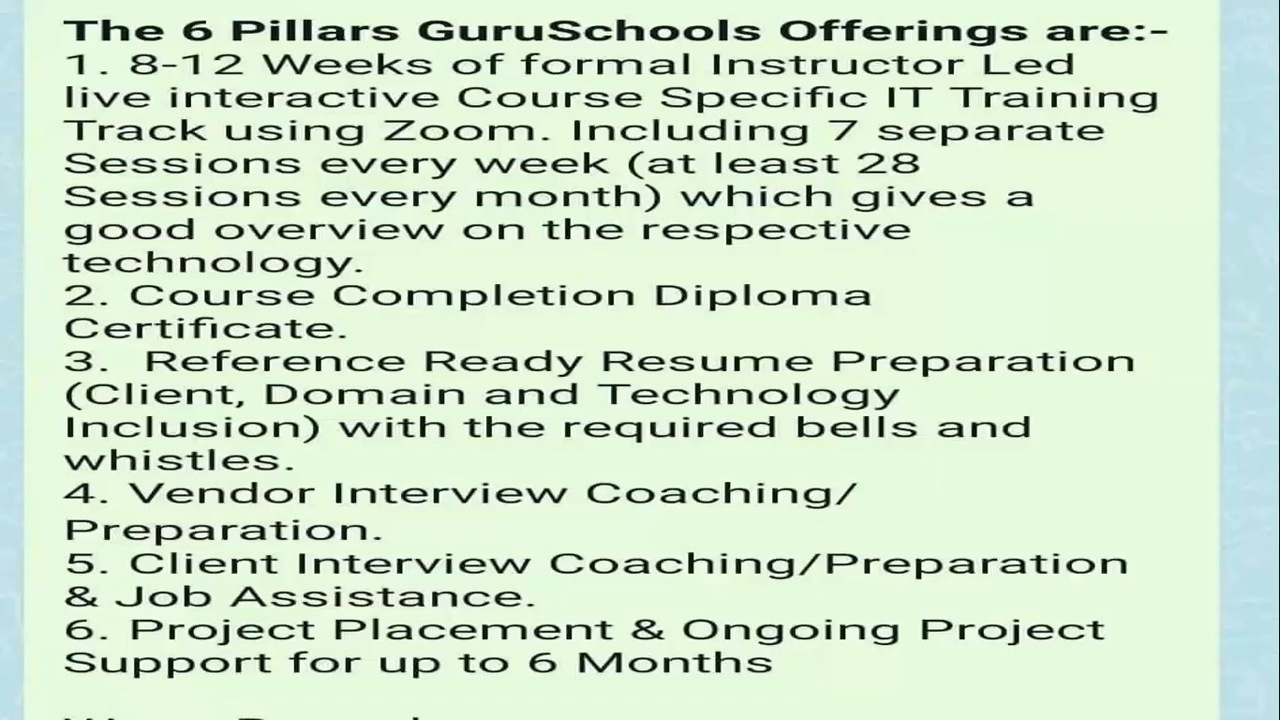 The 6 Pillars GuruSchools Offerings are:-
1. 8-12 Weeks of formal Instructor Led
live interactive Course Specific IT Training
Track using Zoom. Including 7 separate
Sessions every week (at least 28
Sessions every month) which gives a
good overview on the respective
technology.
2. Course Completion Diploma
Certificate.
3.  Reference Ready Resume Preparation
(Client, Domain and Technology
Inclusion) with the required bells and
whistles.
4. Vendor Interview Coaching/
Preparation.
5. Client Interview Coaching/Preparation
& Job Assistance.
6. Project Placement & Ongoing Project
Support for up to 6 Months